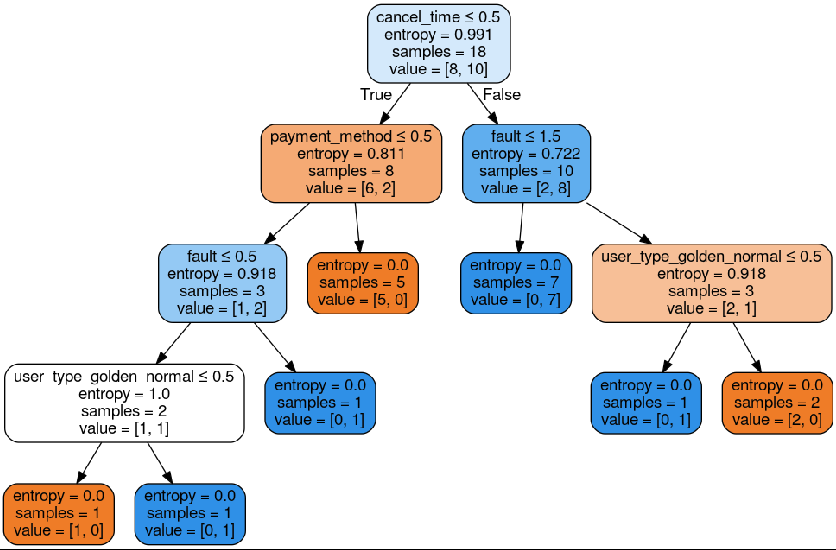 cancel_time ≤ 0.5
entropy = 0.991
samples = 18
value = [8, 10]
True
False
payment_method ≤ 0.5
entropy = 0.811
samples = 8
value = [6, 2]
fault ≤ 1.5
entropy = 0.722
samples = 10
value = [2, 8]
fault ≤ 0.5
entropy = 0.918
samples = 3
value = [1, 2]
entropy = 0.0
samples = 5
value = [5, 0]
entropy = 0.0
samples = 7
value = [0, 7]
user_type_golden_normal ≤ 0.5
entropy = 0.918
samples = 3
value = [2, 1]
user_type_golden_normal ≤ 0.5
entropy = 1.0
samples = 2
value = [1, 1]
entropy = 0.0
samples = 1
value = [0, 1]
entropy = 0.0
samples = 1
value = [0, 1]
entropy = 0.0
samples = 2
value = [2, 0]
entropy = 0.0
samples = 1
value = [1, 0]
entropy = 0.0
samples = 1
value = [0, 1]